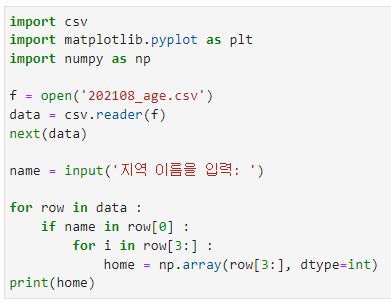 import csv
import matplotlib.pyplot as plt
import numpy as np

f = open('202108_age.csv')
data = csv.reader(f)
next(data)

name = input('지역 이름을 입력: ')

for row in data :
    if name in row[0] :
        for i in row[3:] :
            home = np.array(row[3:], dtype=int)
print(home)